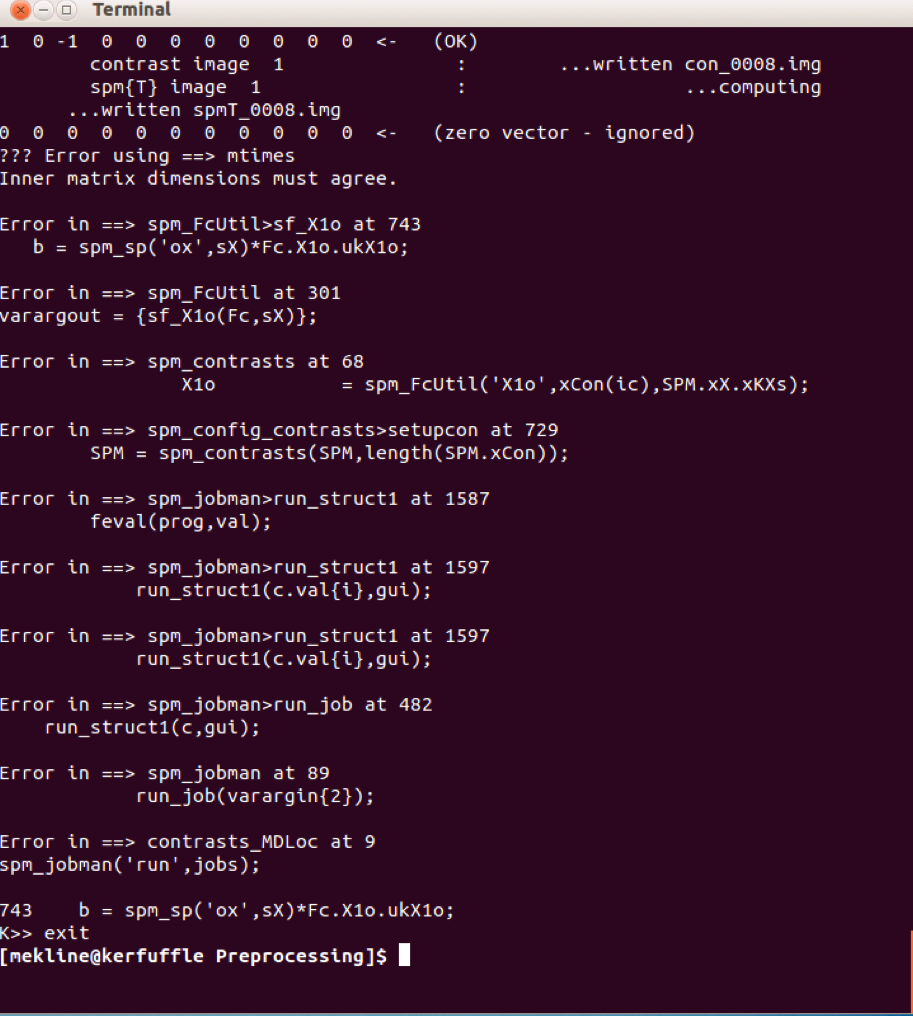 Terminal
1 0 -1 0 0 0 0 0 0 0 0 <- (OK)
contrast image 1 : ...written con_0008.img
spm{T} image 1 : ...computing
...written spmT_0008.img
0 0 0 0 0 0 0 0 0 0 0 <- (zero vector - ignored)
??? Error using ==> mtimes
Inner matrix dimensions must agree.
Error in ==> spm_FcUtil>sf_X1o at 743
b = spm_sp('ox',sX)*Fc.X1o.ukX1o;
Error in ==> spm_FcUtil at 301
varargout = {sf_X1o(Fc,sX)};
Error in ==> spm_contrasts at 68
X1o = spm_FcUtil('X1o',xCon(ic),SPM.xX.xKXs);
Error in ==> spm_config_contrasts>setupcon at 729
SPM = spm_contrasts(SPM,length(SPM.xCon));
Error in ==> spm_jobman>run_struct1 at 1587
feval(prog,val);
Error in ==> spm_jobman>run_struct1 at 1597
run_struct1(c.val{i},gui);
Error in ==> spm_jobman>run_struct1 at 1597
run_struct1(c.val{i},gui);
Error in ==> spm_jobman>run_job at 482
run_struct1(c,gui);
Error in ==> spm_jobman at 89
run_job(varargin{2});
Error in ==> contrasts_MDLoc at 9
spm_jobman('run',jobs);
743 b = spm_sp('ox',sX)*Fc.X1o.ukX1o;
K>> exit
[mekline@kerfuffle Preprocessing]$